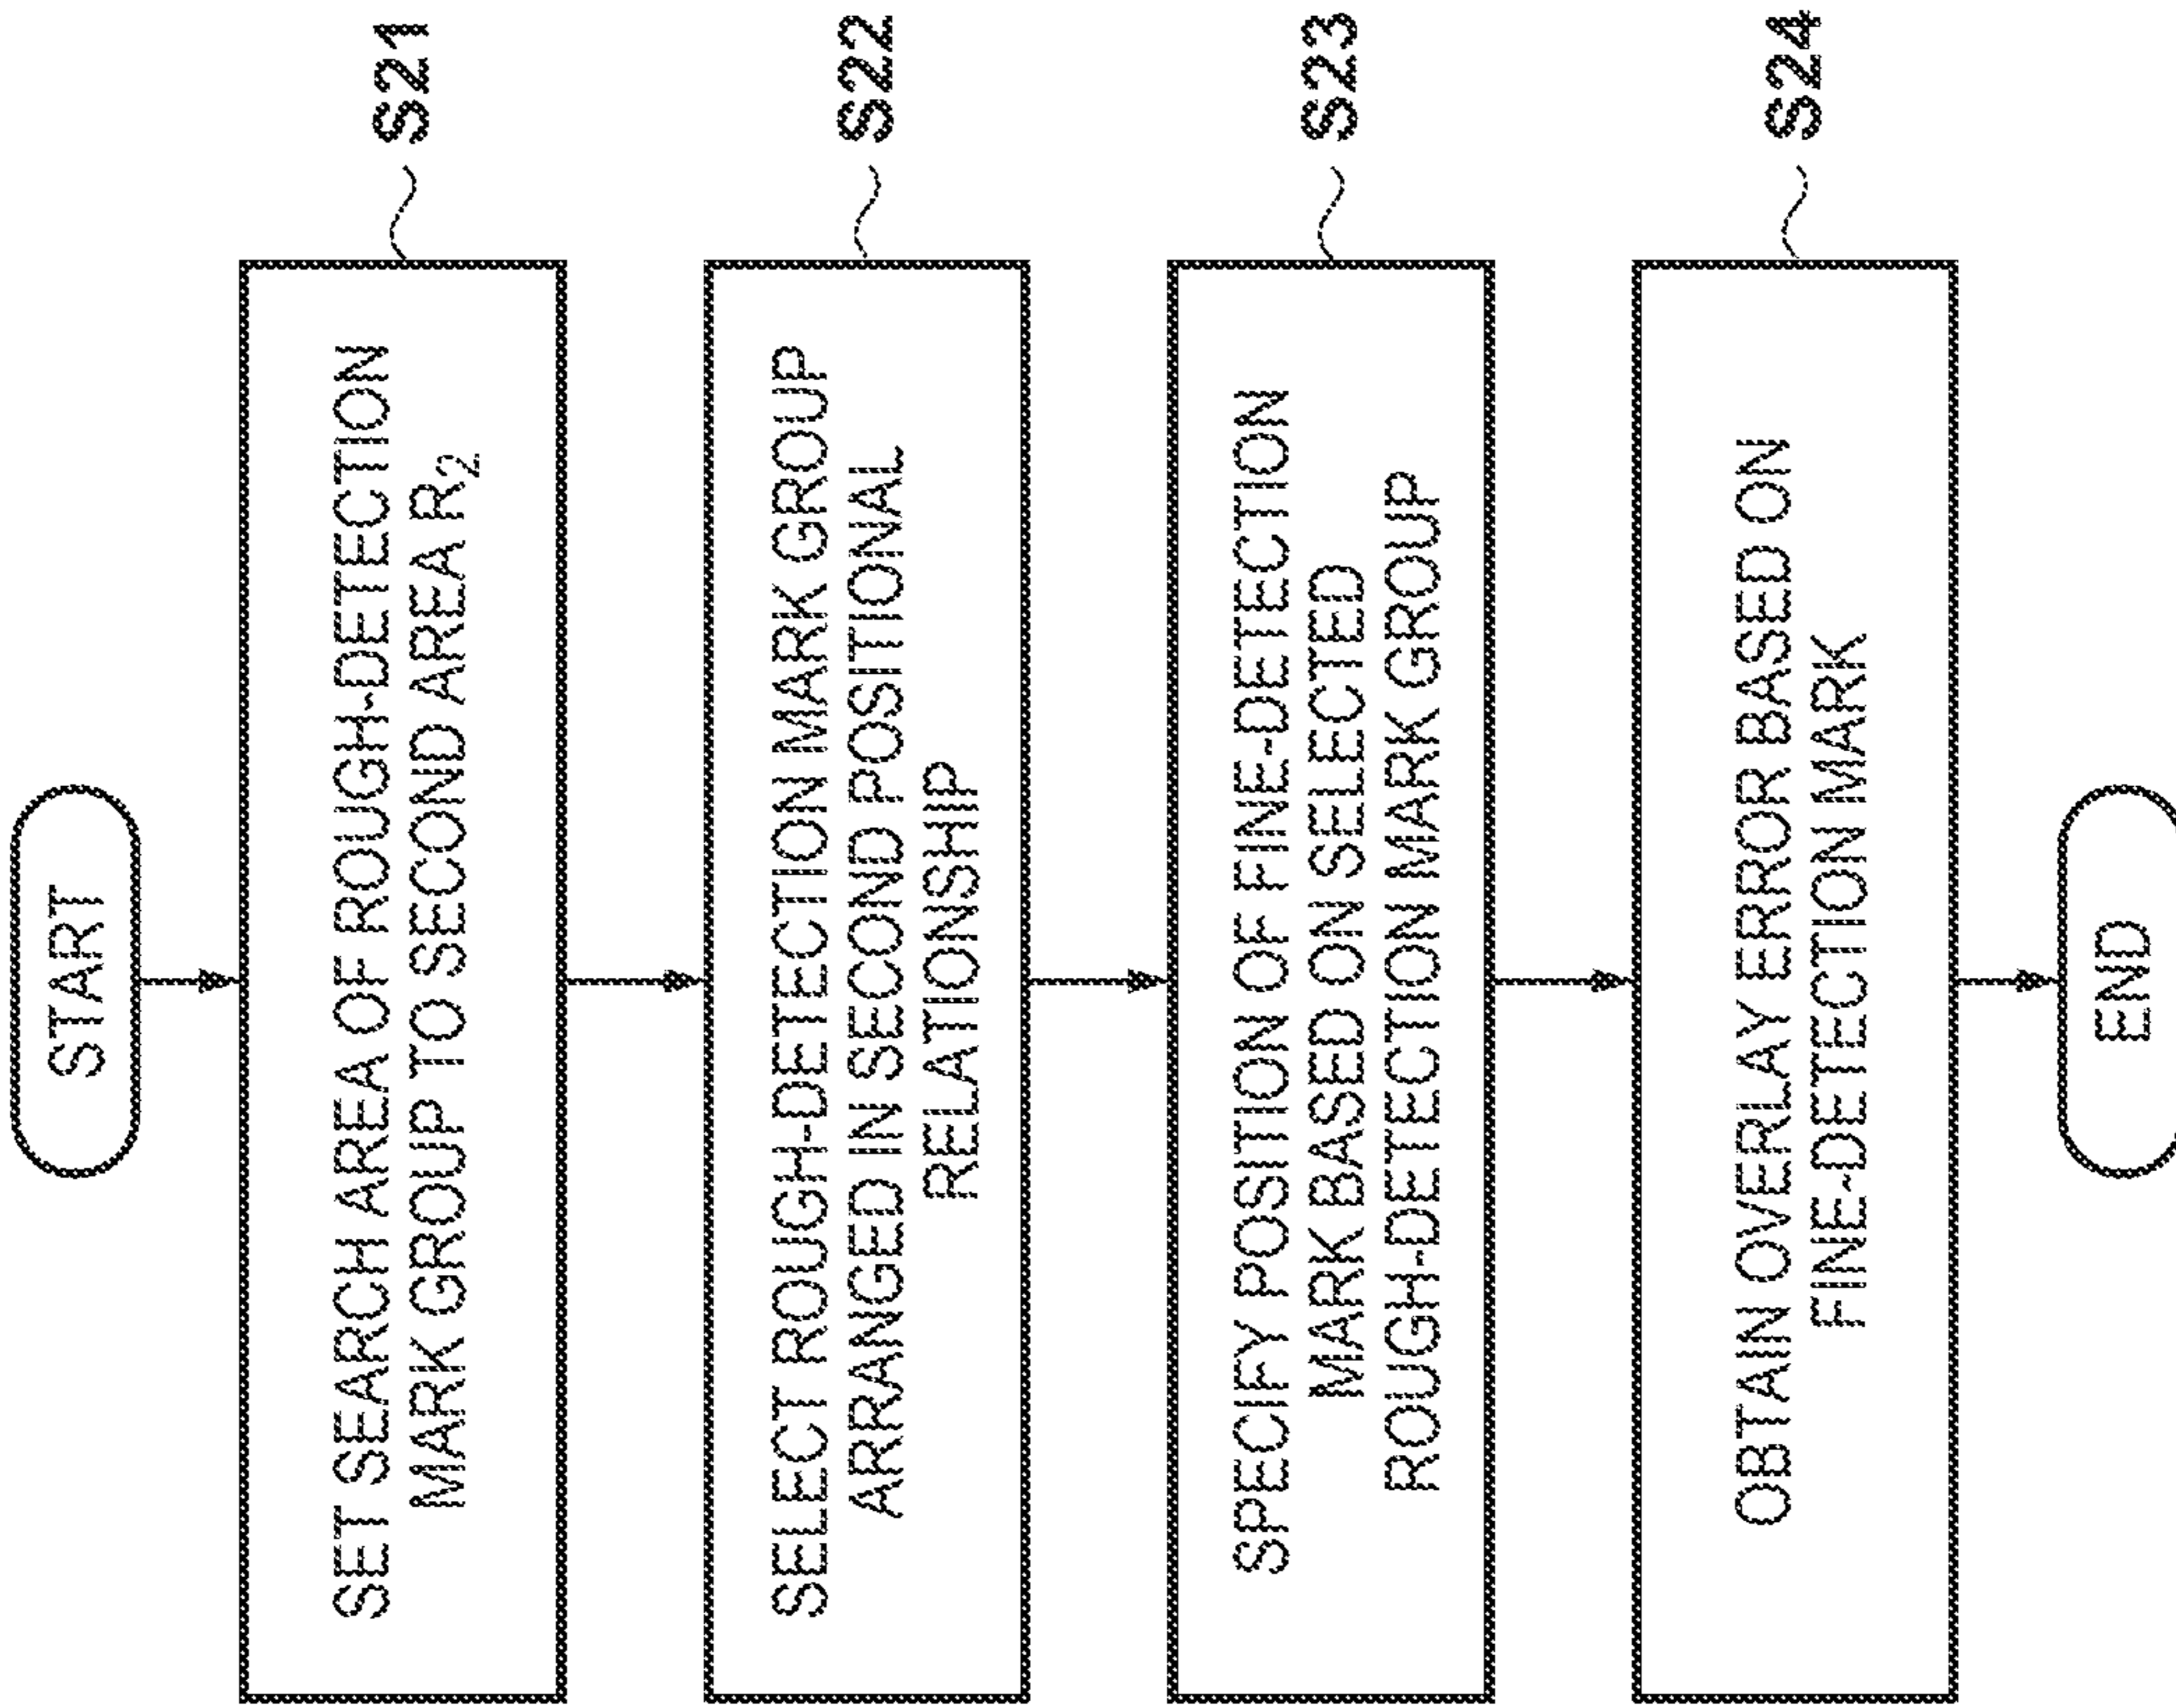 START
SET SEARCH AREA OF ROUGH-DETECTION
MARK GROUP TO SECOND AREA R₂
S21
SELECT ROUGH-DETECTION MARK GROUP
ARRANGED IN SECOND POSITIONAL
RELATIONSHIP
S22
SPECIFY POSITION OF FINE-DETECTION
MARK BASED ON SELECTED
ROUGH-DETECTION MARK GROUP
S23
OBTAIN OVERLAY ERROR BASED ON
FINE-DETECTION MARK
S24
END